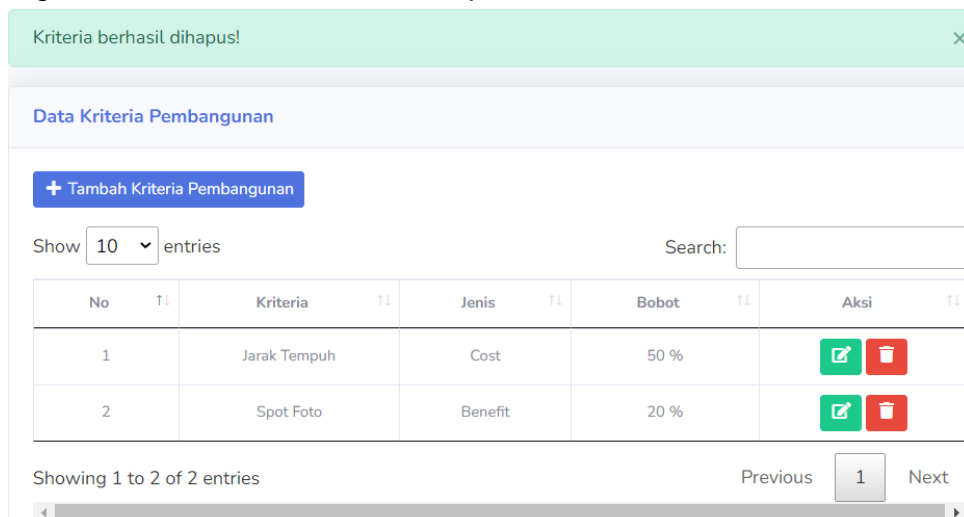 Kriteria berhasil dihapus! ×
Data Kriteria Pembangunan
+ Tambah Kriteria Pembangunan
Show 10 entries Search:
No Kriteria Jenis Bobot Aksi
1 Jarak Tempuh Cost 50 %
2 Spot Foto Benefit 20 %
Showing 1 to 2 of 2 entries Previous 1 Next